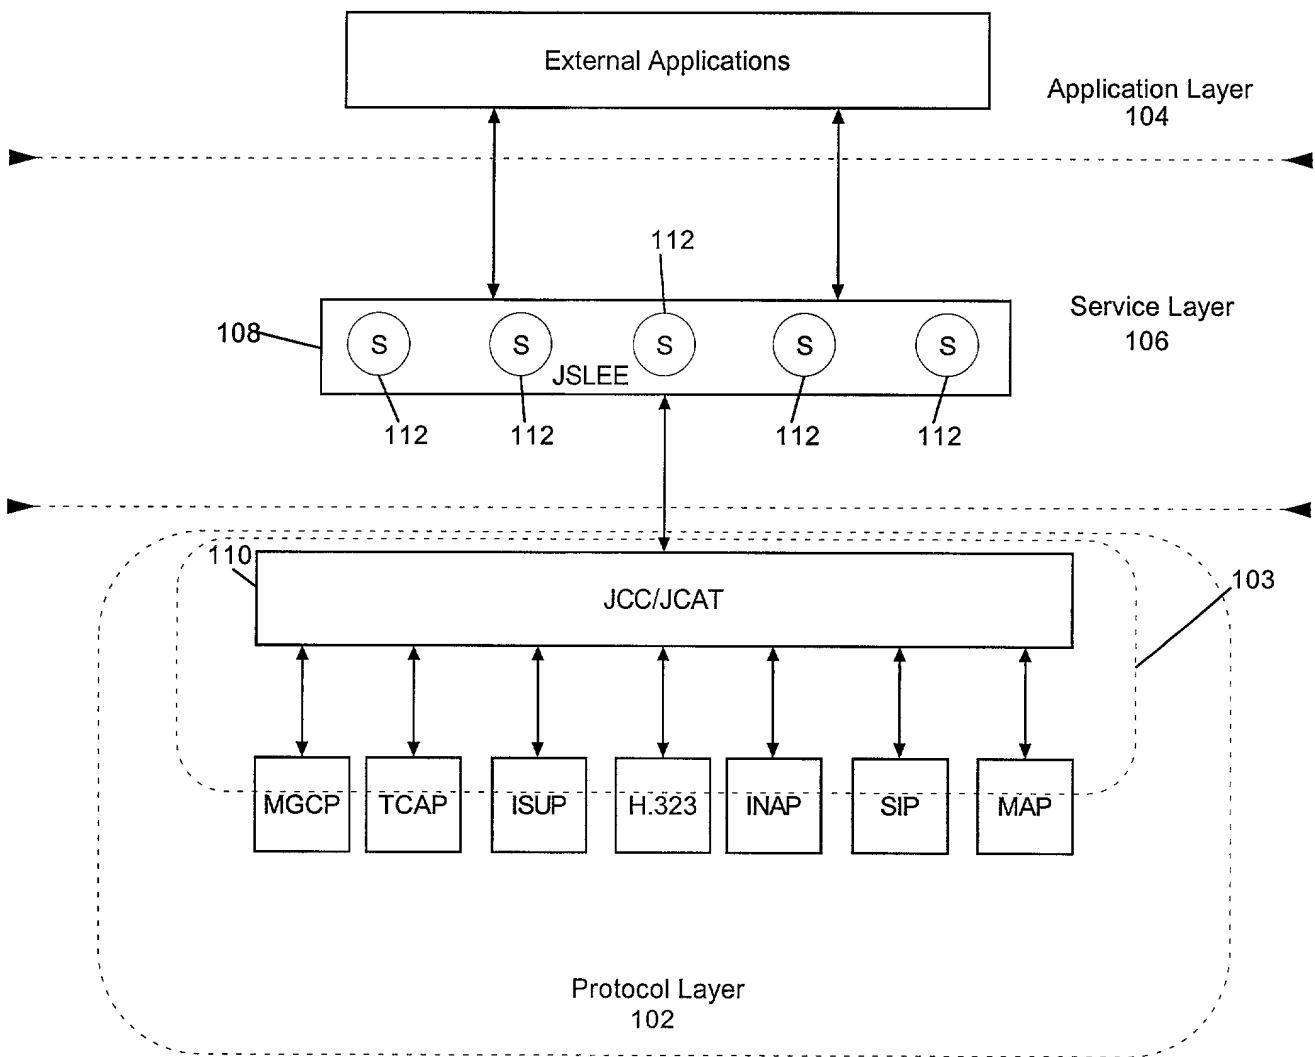 External Applications
Application Layer
104
112
Service Layer
106
108
S S S S S
JSLEE
112 112 112 112
110
JCC/JCAT
103
MGCP TCAP ISUP H.323 INAP SIP MAP
Protocol Layer
102